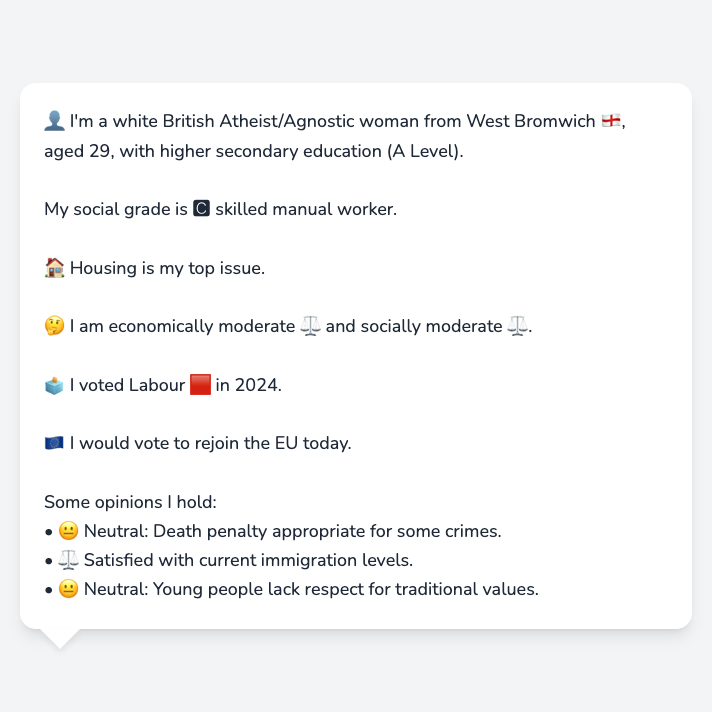 👤 I'm a white British Atheist/Agnostic woman from West Bromwich 🏴󠁧󠁢󠁥󠁮󠁧󠁿,
aged 29, with higher secondary education (A Level).
My social grade is 🅲 skilled manual worker.
🏠 Housing is my top issue.
🤔 I am economically moderate ⚖️ and socially moderate ⚖️.
🗳️ I voted Labour 🟥 in 2024.
🇪🇺 I would vote to rejoin the EU today.
Some opinions I hold:
• 😐 Neutral: Death penalty appropriate for some crimes.
• ⚖️ Satisfied with current immigration levels.
• 😐 Neutral: Young people lack respect for traditional values.